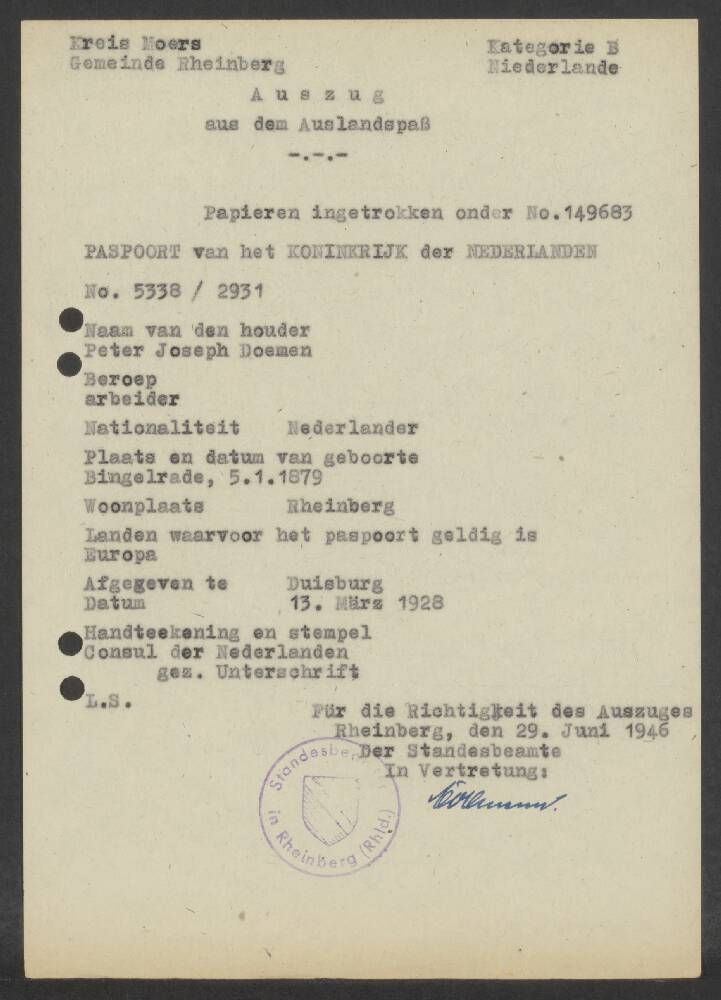 Kreis Moers
Kategorie B
Gemeinde Rheinberg
Niederlande
A u s z u g
aus dem Auslandspaß
-.-.-
Papieren ingetrokken onder No.149683
PASPOORT van het KONINKRIJK der NEDERLANDEN
No. 5338 / 2931
Naam van den houder
Peter Joseph Doemen
Beroep
arbeider
Nationaliteit Nederlander
Plaats en datum van geboorte
Bingelrade, 5.1.1879
Woonplaats Rheinberg
Landen waarvoor het paspoort geldig is
Europa
Afgegeven te Duisburg
Datum 13. März 1928
Handteekening en stempel
Consul der Nederlanden
gez. Unterschrift
L.S.
Für die Richtigkeit des Auszuges
Rheinberg, den 29. Juni 1946
Der Standesbeamte
In Vertretung:
in Rheinberg (Rhld.)